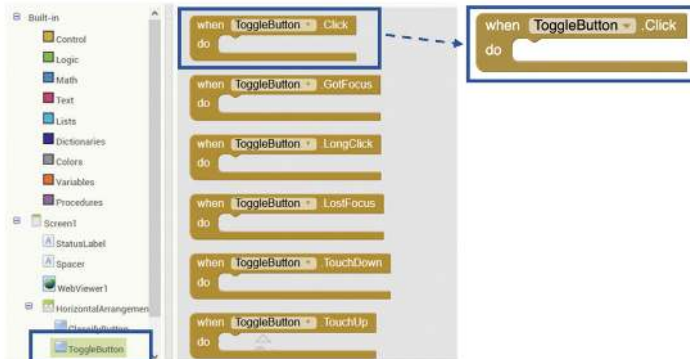 Built-in
Control
Logic
Math
Text
Lists
Dictionaries
Colors
Variables
Procedures
Screen1
StatusLabel
Spacer
WebViewer1
HorizontalArrangemen
ClassifyButton
ToggleButton
when ToggleButton .Click
do
when ToggleButton .GotFocus
do
when ToggleButton .LongClick
do
when ToggleButton .LostFocus
do
when ToggleButton .TouchDown
do
when ToggleButton .TouchUp
do
when ToggleButton .Click
do